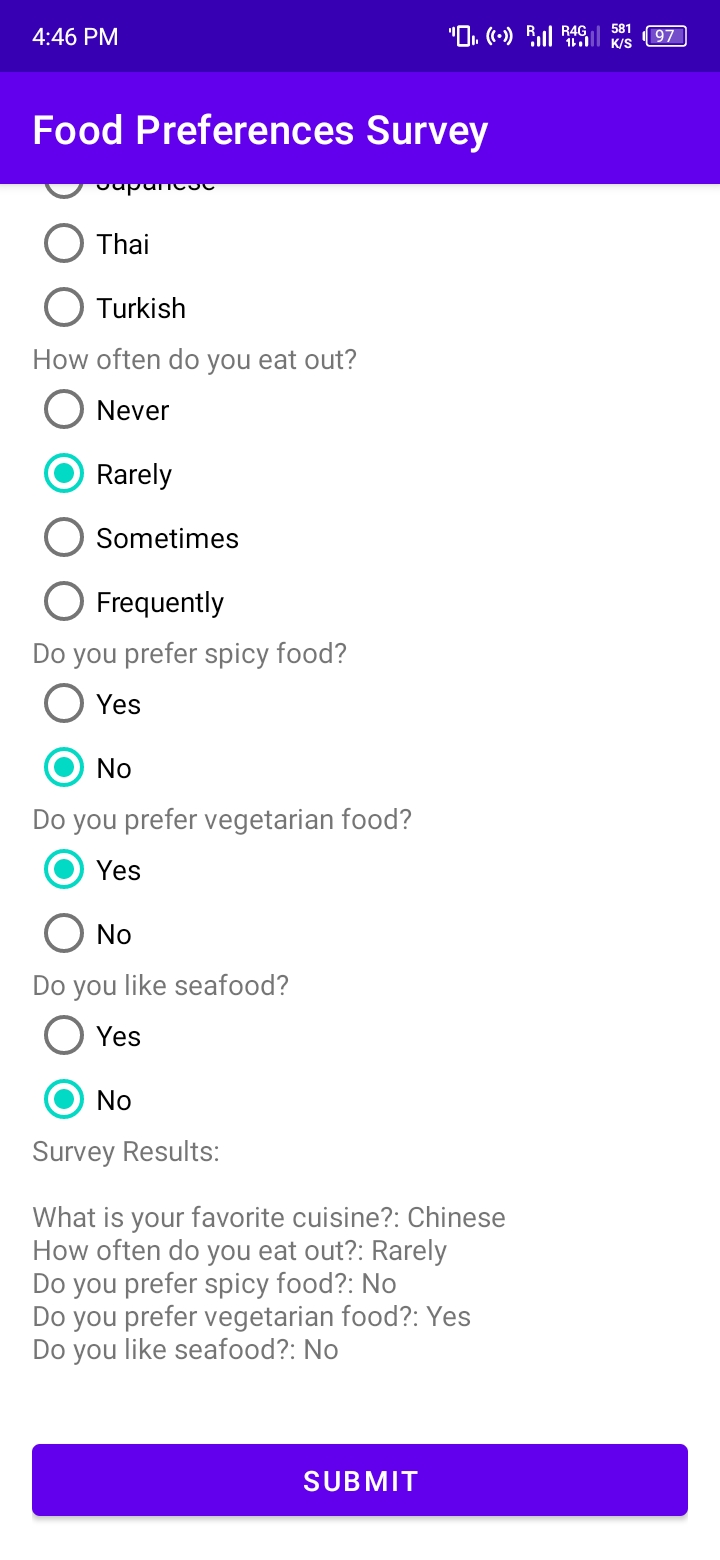 4:46 PM
R R4G 581 K/S 97
Food Preferences Survey
Japanese
Thai
Turkish
How often do you eat out?
Never
Rarely
Sometimes
Frequently
Do you prefer spicy food?
Yes
No
Do you prefer vegetarian food?
Yes
No
Do you like seafood?
Yes
No
Survey Results:
What is your favorite cuisine?: Chinese
How often do you eat out?: Rarely
Do you prefer spicy food?: No
Do you prefer vegetarian food?: Yes
Do you like seafood?: No
SUBMIT